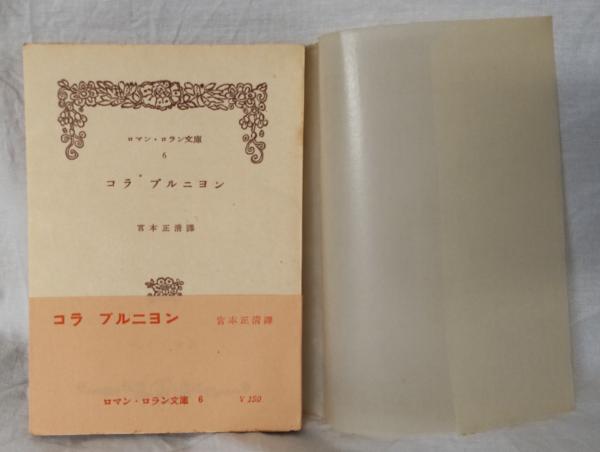 ロマン・ロラン文庫
6
コラ ブルニヨン
宮本正清譯
コラ ブルニヨン 宮本正清譯
ロマン・ロラン文庫 6 ¥150